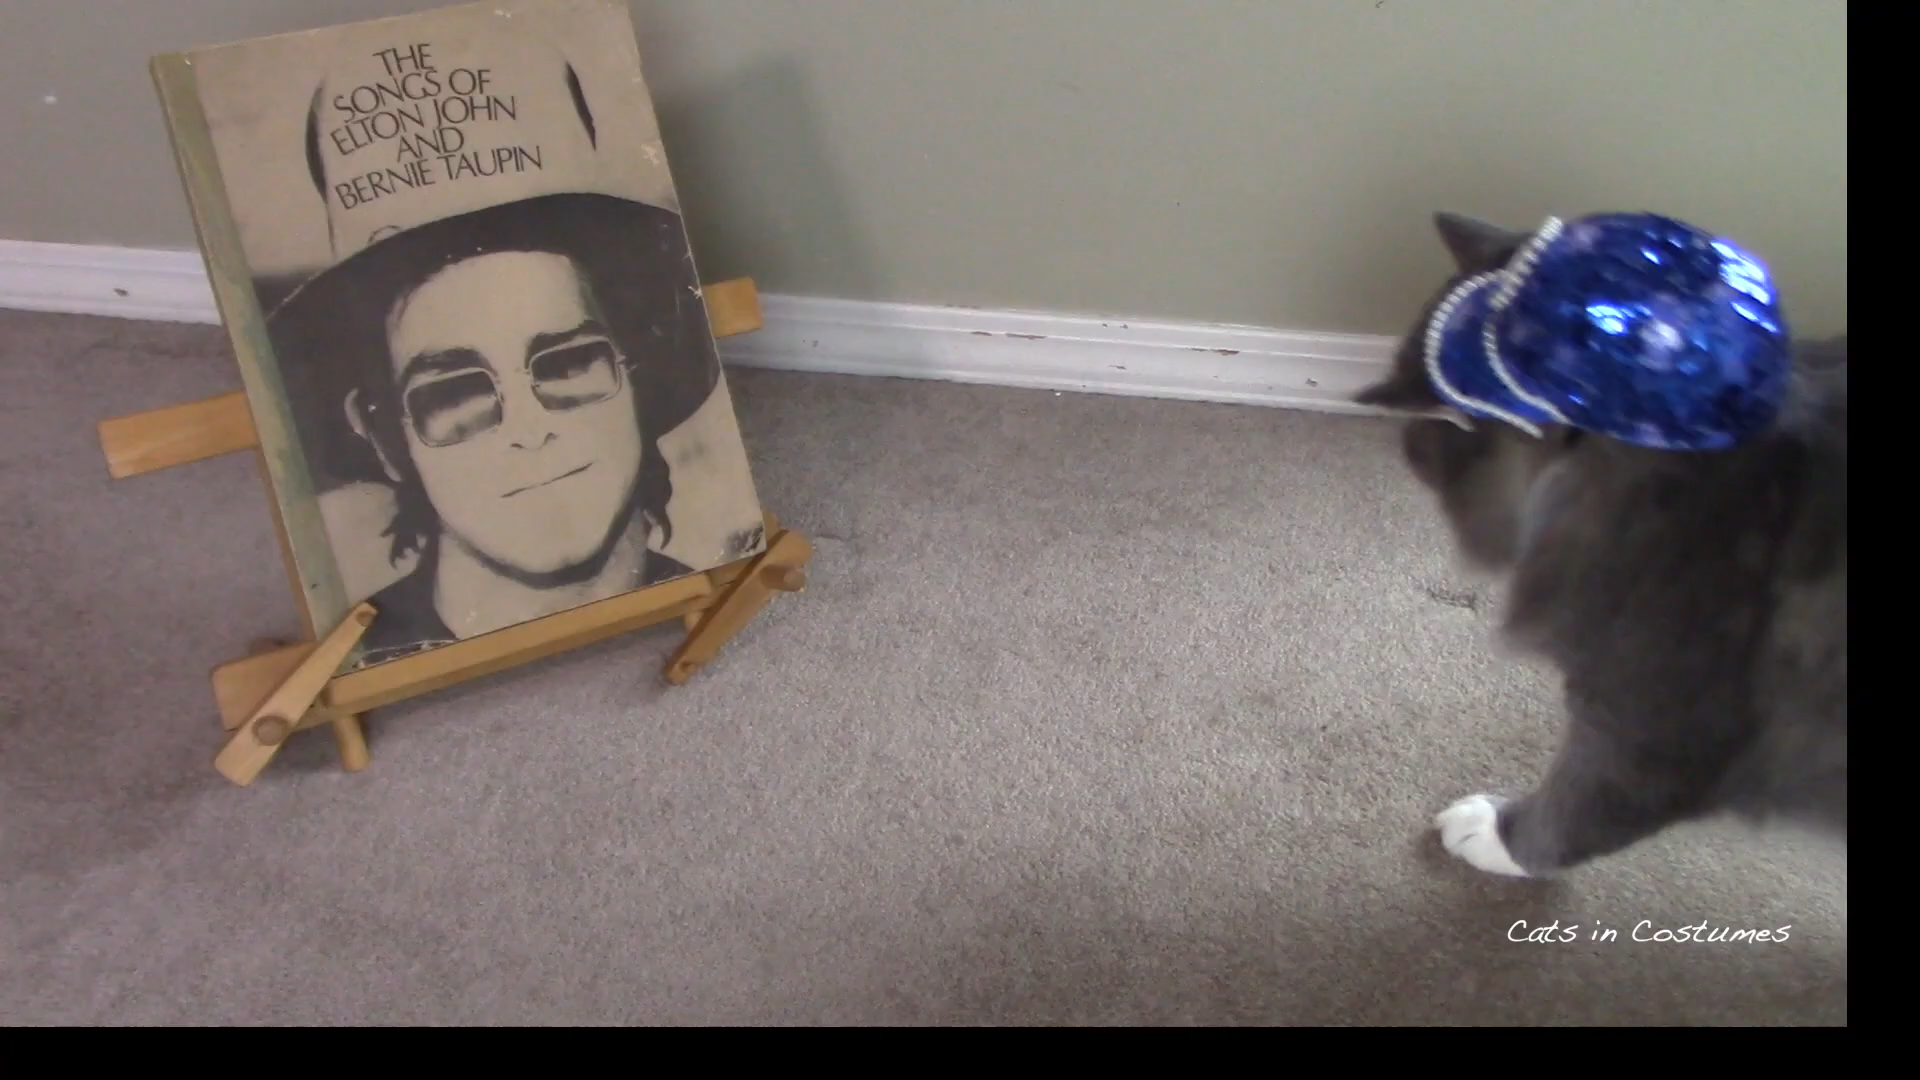 THE
SONGS OF
ELTON JOHN
AND
BERNIE TAUPIN
Cats in Costumes